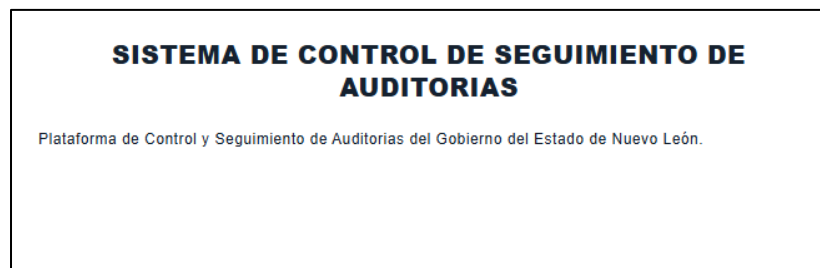 SISTEMA DE CONTROL DE SEGUIMIENTO DE
AUDITORIAS
Plataforma de Control y Seguimiento de Auditorias del Gobierno del Estado de Nuevo León.